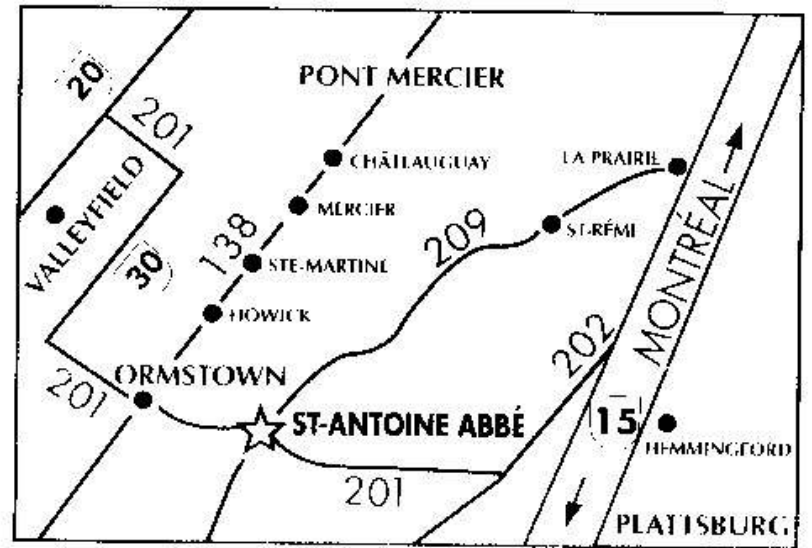 20
201
PONT MERCIER
CHÂTEAUGUAY
LA PRAIRIE
MERCIER
ST-RÉMI
VALLEYFIELD
30
138
STE-MARTINE
209
MONTRÉAL
HOWICK
202
201
ORMSTOWN
ST-ANTOINE ABBÉ
15
HEMMINGFORD
201
PLATTSBURG